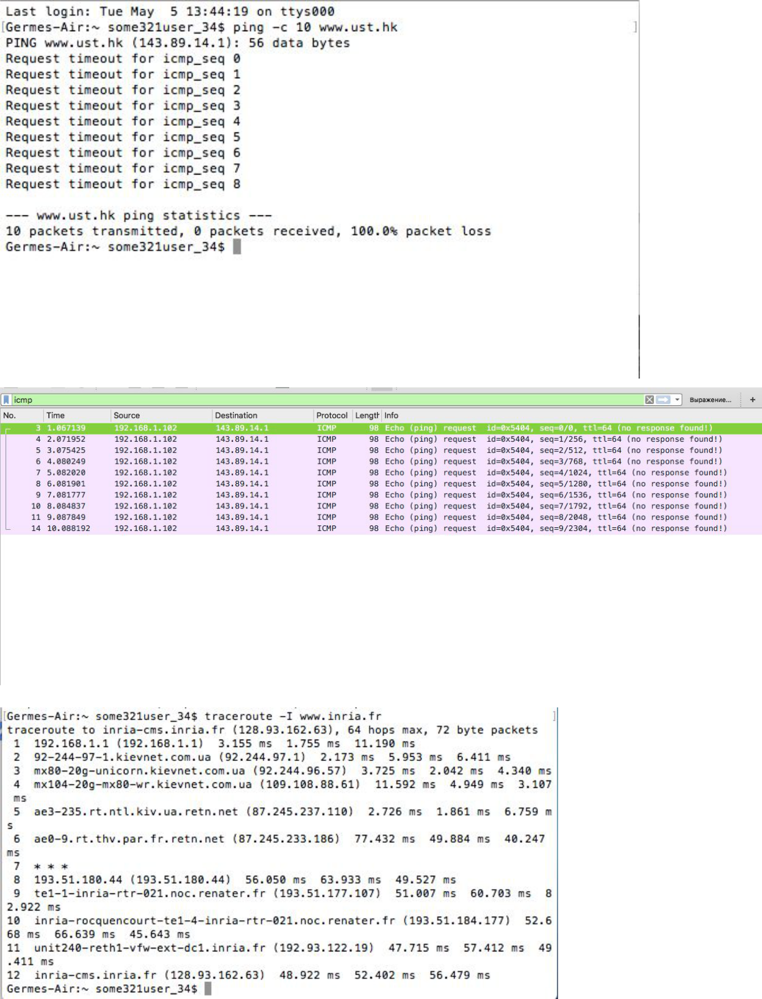 Last login: Tue May  5 13:44:19 on ttys000
[Germes-Air:~ some321user_34$ ping -c 10 www.ust.hk ]
PING www.ust.hk (143.89.14.1): 56 data bytes
Request timeout for icmp_seq 0
Request timeout for icmp_seq 1
Request timeout for icmp_seq 2
Request timeout for icmp_seq 3
Request timeout for icmp_seq 4
Request timeout for icmp_seq 5
Request timeout for icmp_seq 6
Request timeout for icmp_seq 7
Request timeout for icmp_seq 8
--- www.ust.hk ping statistics ---
10 packets transmitted, 0 packets received, 100.0% packet loss
Germes-Air:~ some321user_34$
icmp Выражение... +
No. Time Source Destination Protocol Length Info
3 1.067139 192.168.1.102 143.89.14.1 ICMP 98 Echo (ping) request id=0x5404, seq=0/0, ttl=64 (no response found!)
4 2.071952 192.168.1.102 143.89.14.1 ICMP 98 Echo (ping) request id=0x5404, seq=1/256, ttl=64 (no response found!)
5 3.075425 192.168.1.102 143.89.14.1 ICMP 98 Echo (ping) request id=0x5404, seq=2/512, ttl=64 (no response found!)
6 4.080249 192.168.1.102 143.89.14.1 ICMP 98 Echo (ping) request id=0x5404, seq=3/768, ttl=64 (no response found!)
7 5.082020 192.168.1.102 143.89.14.1 ICMP 98 Echo (ping) request id=0x5404, seq=4/1024, ttl=64 (no response found!)
8 6.081901 192.168.1.102 143.89.14.1 ICMP 98 Echo (ping) request id=0x5404, seq=5/1280, ttl=64 (no response found!)
9 7.081777 192.168.1.102 143.89.14.1 ICMP 98 Echo (ping) request id=0x5404, seq=6/1536, ttl=64 (no response found!)
10 8.084837 192.168.1.102 143.89.14.1 ICMP 98 Echo (ping) request id=0x5404, seq=7/1792, ttl=64 (no response found!)
11 9.087849 192.168.1.102 143.89.14.1 ICMP 98 Echo (ping) request id=0x5404, seq=8/2048, ttl=64 (no response found!)
14 10.088192 192.168.1.102 143.89.14.1 ICMP 98 Echo (ping) request id=0x5404, seq=9/2304, ttl=64 (no response found!)
[Germes-Air:~ some321user_34$ traceroute -I www.inria.fr ]
traceroute to inria-cms.inria.fr (128.93.162.63), 64 hops max, 72 byte packets
1  192.168.1.1 (192.168.1.1)  3.155 ms  1.755 ms  11.190 ms
2  92-244-97-1.kievnet.com.ua (92.244.97.1)  2.173 ms  5.953 ms  6.411 ms
3  mx80-20g-unicorn.kievnet.com.ua (92.244.96.57)  3.725 ms  2.042 ms  4.340 ms
4  mx104-20g-mx80-wr.kievnet.com.ua (109.108.88.61)  11.592 ms  4.949 ms  3.107
ms
5  ae3-235.rt.ntl.kiv.ua.retn.net (87.245.237.110)  2.726 ms  1.861 ms  6.759 m
s
6  ae0-9.rt.thv.par.fr.retn.net (87.245.233.186)  77.432 ms  49.884 ms  40.247
ms
7  * * *
8  193.51.180.44 (193.51.180.44)  56.050 ms  63.933 ms  49.527 ms
9  te1-1-inria-rtr-021.noc.renater.fr (193.51.177.107)  51.007 ms  60.703 ms  8
2.922 ms
10  inria-rocquencourt-te1-4-inria-rtr-021.noc.renater.fr (193.51.184.177)  52.6
68 ms  66.639 ms  45.643 ms
11  unit240-reth1-vfw-ext-dc1.inria.fr (192.93.122.19)  47.715 ms  57.412 ms  49
.411 ms
12  inria-cms.inria.fr (128.93.162.63)  48.922 ms  52.402 ms  56.479 ms
Germes-Air:~ some321user_34$